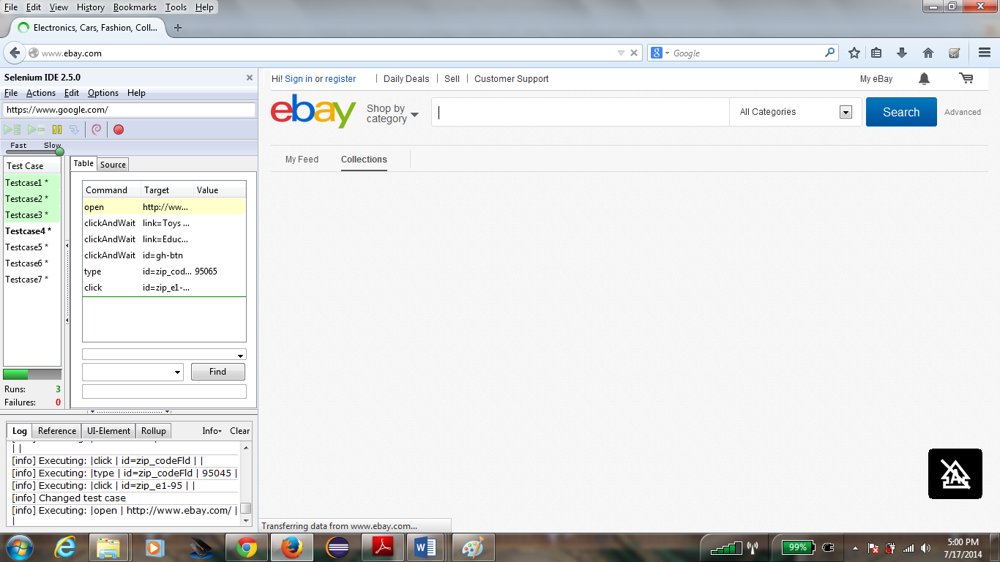 File Edit View History Bookmarks Tools Help
Electronics, Cars, Fashion, Coll...
www.ebay.com
Google
Selenium IDE 2.5.0
File Actions Edit Options Help
https://www.google.com/
Fast Slow
Test Case
Testcase1 *
Testcase2 *
Testcase3 *
Testcase4 *
Testcase5 *
Testcase6 *
Testcase7 *
Runs: 3
Failures: 0
Table Source
Command Target Value
open http://ww...
clickAndWait link=Toys ...
clickAndWait link=Educ...
clickAndWait id=gh-btn
type id=zip_cod... 95065
click id=zip_e1-...
Find
Log Reference UI-Element Rollup Info Clear
| |
[info] Executing: |click | id=zip_codeFld | |
[info] Executing: |type | id=zip_codeFld | 95045 |
[info] Executing: |click | id=zip_e1-95 | |
[info] Changed test case
[info] Executing: |open | http://www.ebay.com/ |
|
Hi! Sign in or register | Daily Deals | Sell | Customer Support My eBay
ebay Shop by category All Categories Search Advanced
My Feed Collections
Transferring data from www.ebay.com...
99%
5:00 PM
7/17/2014